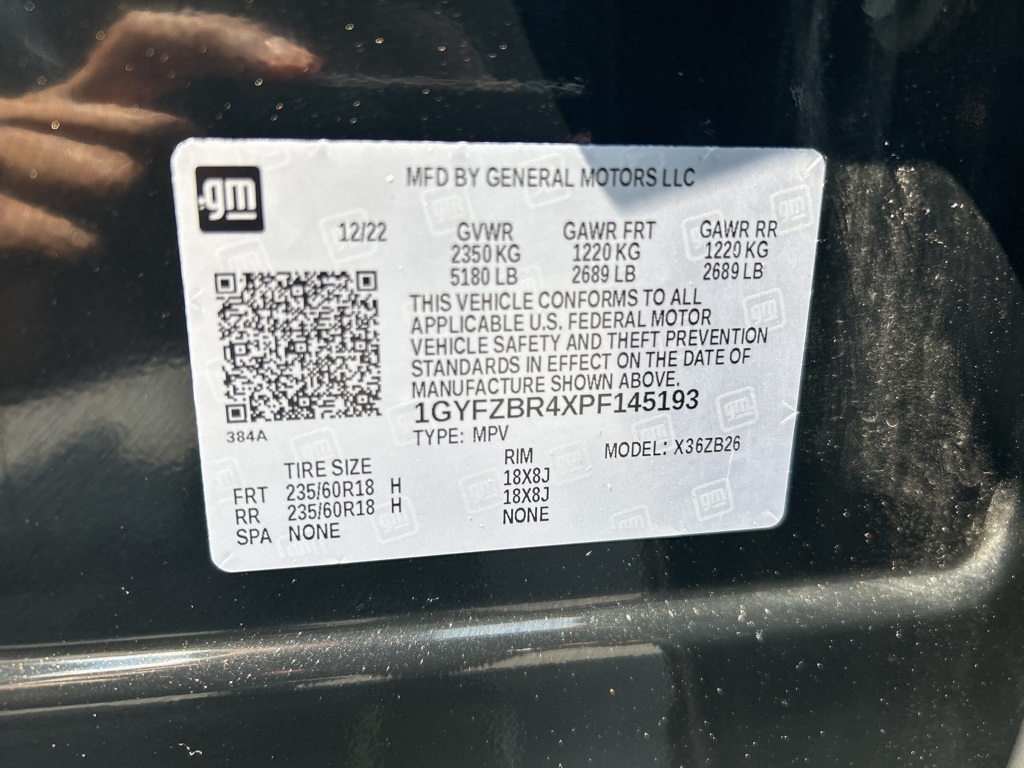 gm
MFD BY GENERAL MOTORS LLC
12/22 GVWR GAWR FRT GAWR RR
2350 KG 1220 KG 1220 KG
5180 LB 2689 LB 2689 LB
THIS VEHICLE CONFORMS TO ALL
APPLICABLE U.S. FEDERAL MOTOR
VEHICLE SAFETY AND THEFT PREVENTION
STANDARDS IN EFFECT ON THE DATE OF
MANUFACTURE SHOWN ABOVE.
1GYFZBR4XPF145193
384A
TYPE: MPV MODEL: X36ZB26
TIRE SIZE RIM
FRT 235/60R18 H 18X8J
RR 235/60R18 H 18X8J
SPA NONE NONE